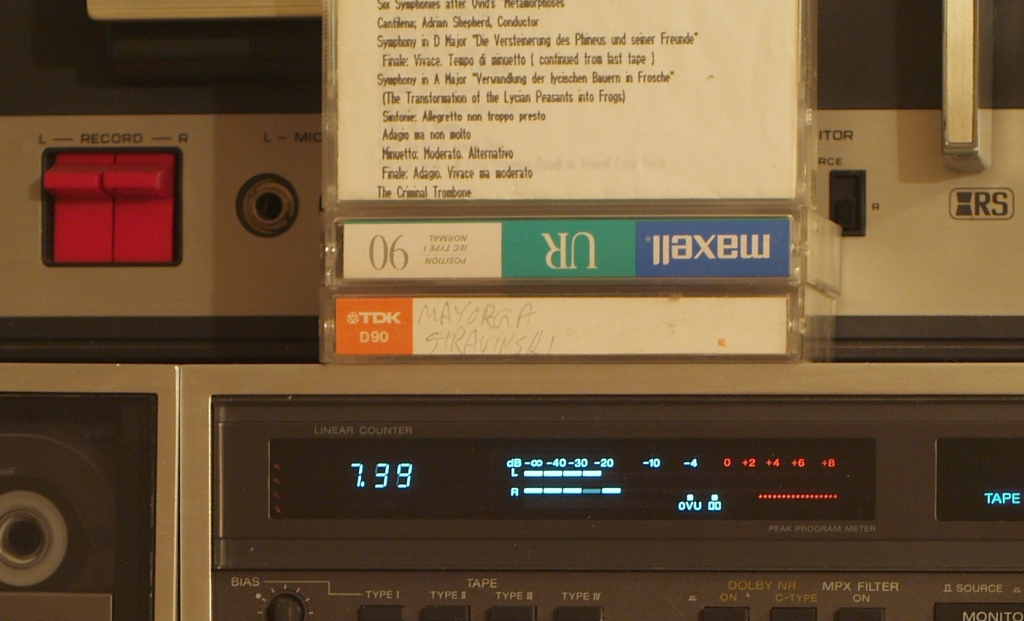 Six Symphonies after Ovid's "Metamorphoses
Cantilena; Adrian Shepherd, Conductor
Symphony in D Major "Die Versteinerung des Phineus und seiner Freunde"
Finale: Vivace. Tempo di minuetto ( continued from last tape )
Symphony in A Major "Verwandlung der lycischen Bauern in Frosche"
(The Transformation of the Lycian Peasants into Frogs)
Sinfonie: Allegretto non troppo presto
Adagio ma non molto
Minuetto: Moderato. Alternativo
Finale: Adagio. Vivace ma moderato
The Criminal Trombone
L — RECORD — R
L — MIC
ITOR
RCE
R
RS
maxell
UR
POSITION
IEC TYPE I
NORMAL
90
TDK
D90
MAYORGA
STRAVINSKI
LINEAR COUNTER
7.39
dB -∞ -40 -30 -20 -10 -4 0 +2 +4 +6 +8
L
R
0VU
PEAK PROGRAM METER
TAPE
BIAS
TAPE
TYPE I TYPE II TYPE III TYPE IV
DOLBY NR
ON C-TYPE
MPX FILTER
ON
SOURCE
MONITO